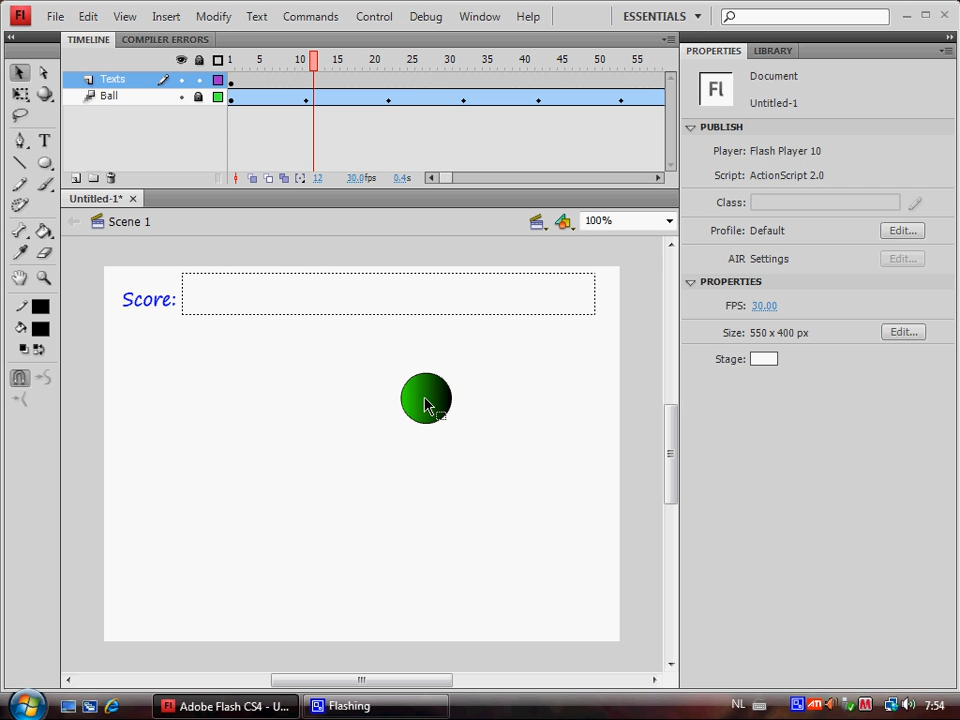 Fl File Edit View Insert Modify Text Commands Control Debug Window Help ESSENTIALS
TIMELINE COMPILER ERRORS
1 5 10 15 20 25 30 35 40 45 50 55
Texts
Ball
12 30.0fps 0.4s
Untitled-1*
Scene 1 100%
Score:
PROPERTIES LIBRARY
Fl
Document
Untitled-1
PUBLISH
Player: Flash Player 10
Script: ActionScript 2.0
Class:
Profile: Default Edit...
AIR Settings Edit...
PROPERTIES
FPS: 30.00
Size: 550 x 400 px Edit...
Stage:
T
Fl Adobe Flash CS4 - U... Flashing NL 7:54